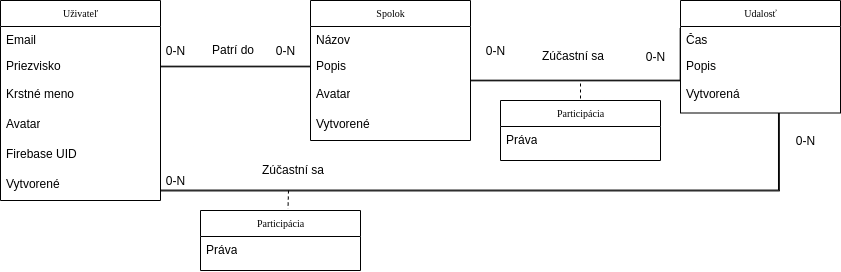 Uživateľ
Email
Priezvisko
Krstné meno
Avatar
Firebase UID
Vytvorené
0-N
Patrí do
0-N
Spolok
Názov
Popis
Avatar
Vytvorené
0-N
Zúčastní sa
0-N
Participácia
Práva
Udalosť
Čas
Popis
Vytvorená
0-N
0-N
Zúčastní sa
Participácia
Práva